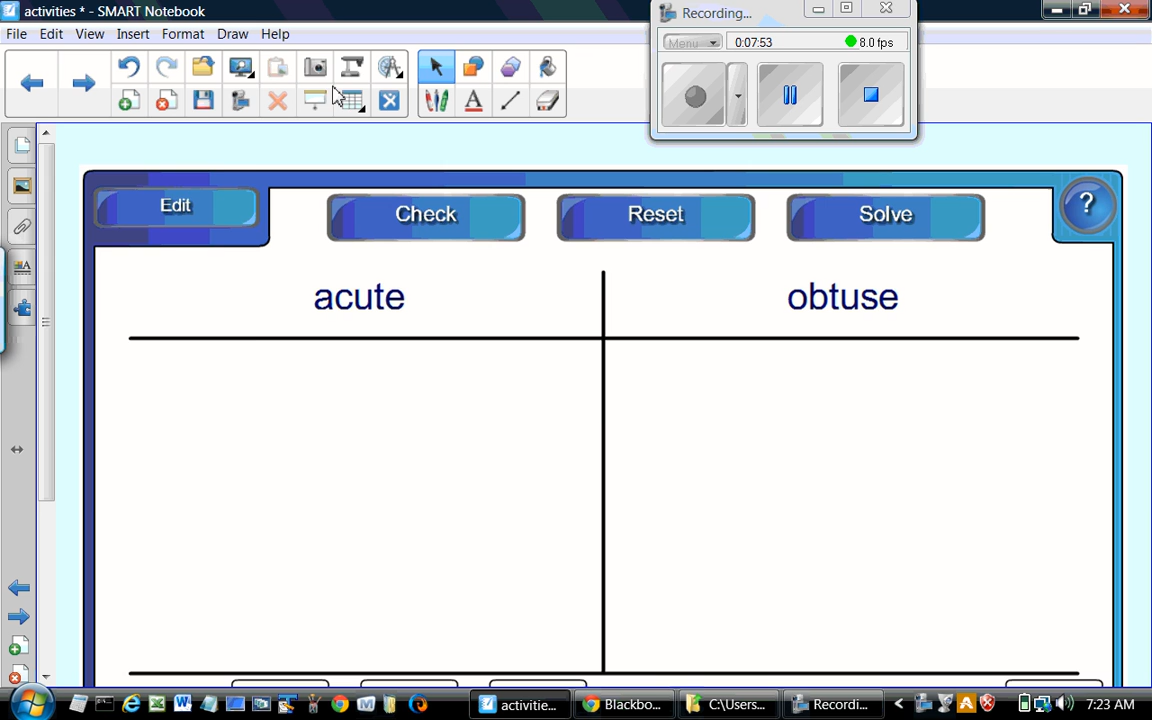 activities * - SMART Notebook
Recording...
File Edit View Insert Format Draw Help
Menu 0:07:53 8.0 fps
Edit Check Reset Solve ?
acute obtuse
activitie... Blackbo... C:\Users... Recordi... < 7:23 AM